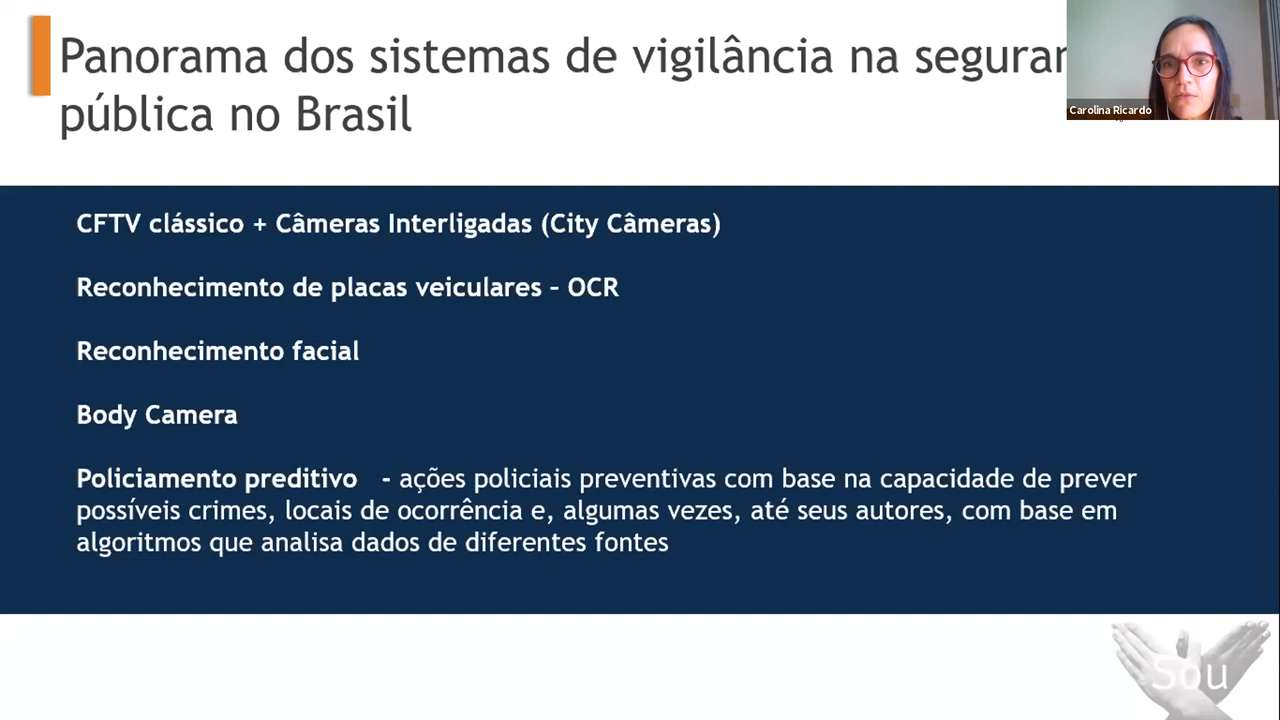 Panorama dos sistemas de vigilância na segura
pública no Brasil
Carolina Ricardo
CFTV clássico + Câmeras Interligadas (City Câmeras)
Reconhecimento de placas veiculares – OCR
Reconhecimento facial
Body Camera
Policiamento preditivo - ações policiais preventivas com base na capacidade de prever
possíveis crimes, locais de ocorrência e, algumas vezes, até seus autores, com base em
algoritmos que analisa dados de diferentes fontes
Sou